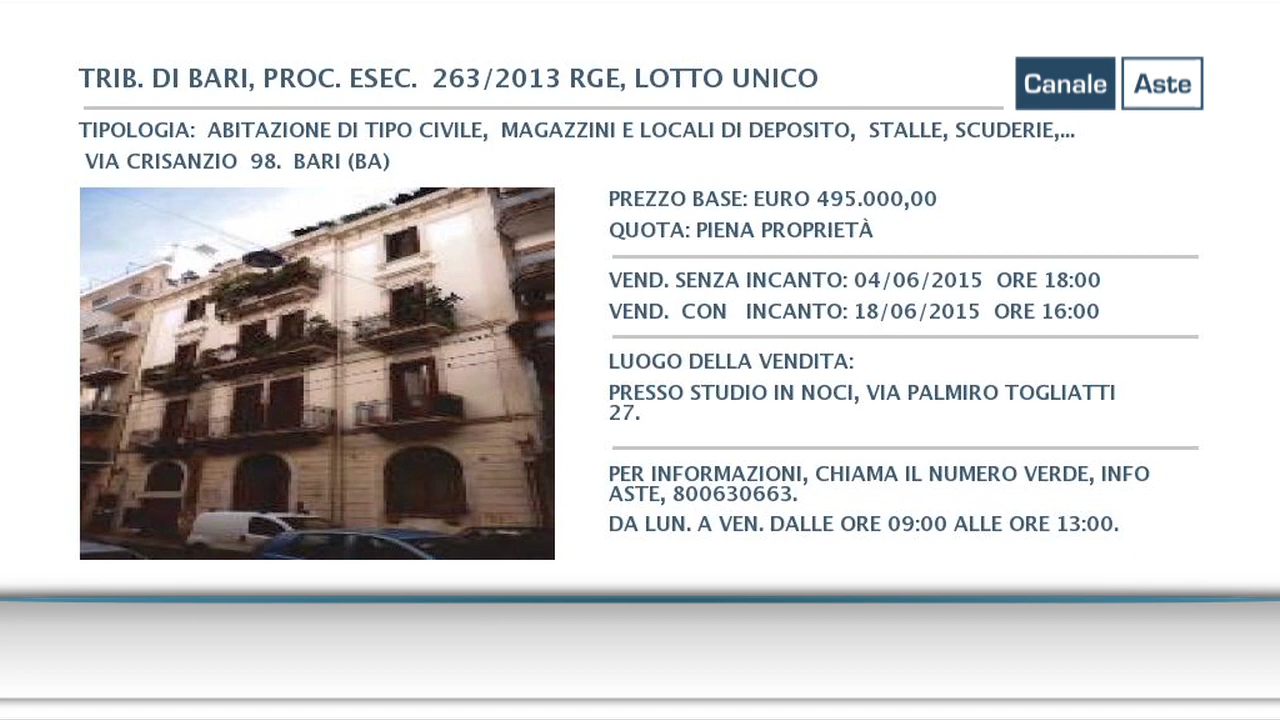 TRIB. DI BARI, PROC. ESEC. 263/2013 RGE, LOTTO UNICO
Canale Aste
TIPOLOGIA: ABITAZIONE DI TIPO CIVILE, MAGAZZINI E LOCALI DI DEPOSITO, STALLE, SCUDERIE,...
VIA CRISANZIO 98. BARI (BA)
PREZZO BASE: EURO 495.000,00
QUOTA: PIENA PROPRIETÀ
VEND. SENZA INCANTO: 04/06/2015 ORE 18:00
VEND. CON INCANTO: 18/06/2015 ORE 16:00
LUOGO DELLA VENDITA:
PRESSO STUDIO IN NOCI, VIA PALMIRO TOGLIATTI
27.
PER INFORMAZIONI, CHIAMA IL NUMERO VERDE, INFO
ASTE, 800630663.
DA LUN. A VEN. DALLE ORE 09:00 ALLE ORE 13:00.